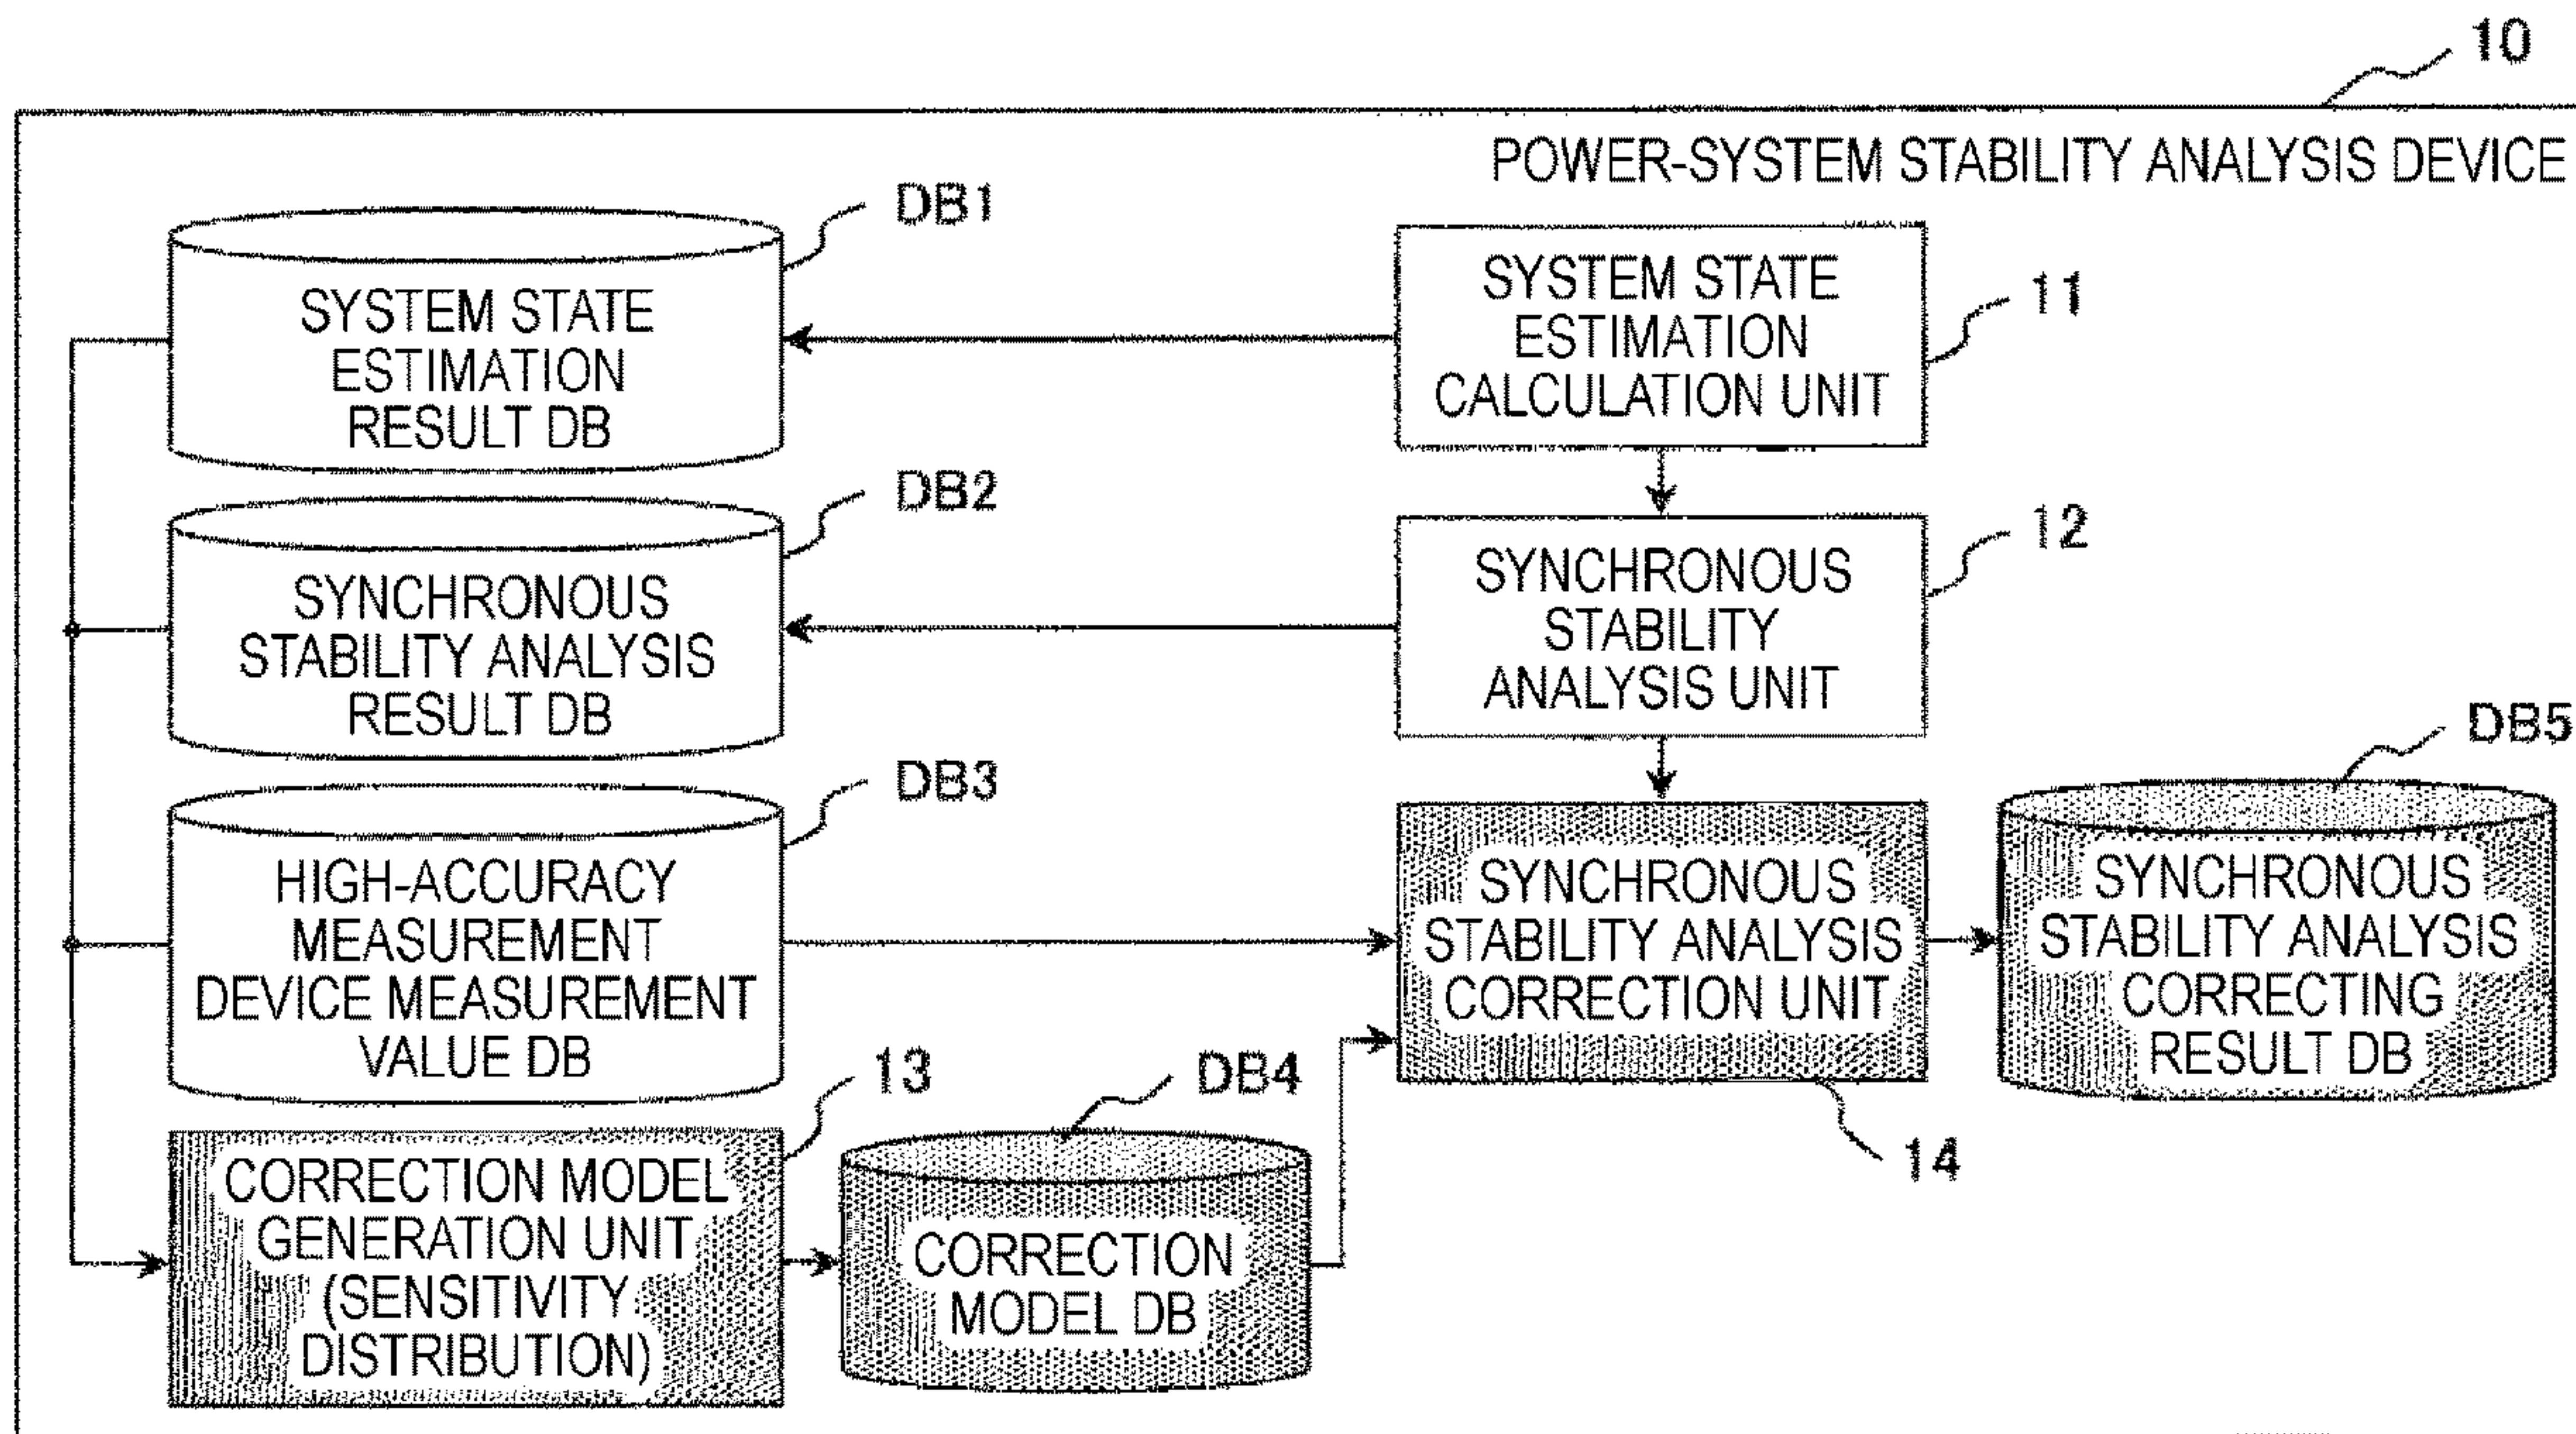 10
POWER-SYSTEM STABILITY ANALYSIS DEVICE
DB1
SYSTEM STATE
ESTIMATION
RESULT DB
SYSTEM STATE
ESTIMATION
CALCULATION UNIT
11
DB2
SYNCHRONOUS
STABILITY ANALYSIS
RESULT DB
SYNCHRONOUS
STABILITY
ANALYSIS UNIT
12
DB3
HIGH-ACCURACY
MEASUREMENT
DEVICE MEASUREMENT
VALUE DB
SYNCHRONOUS
STABILITY ANALYSIS
CORRECTION UNIT
14
DB5
SYNCHRONOUS
STABILITY ANALYSIS
CORRECTING
RESULT DB
13
CORRECTION MODEL
GENERATION UNIT
(SENSITIVITY
DISTRIBUTION)
DB4
CORRECTION
MODEL DB